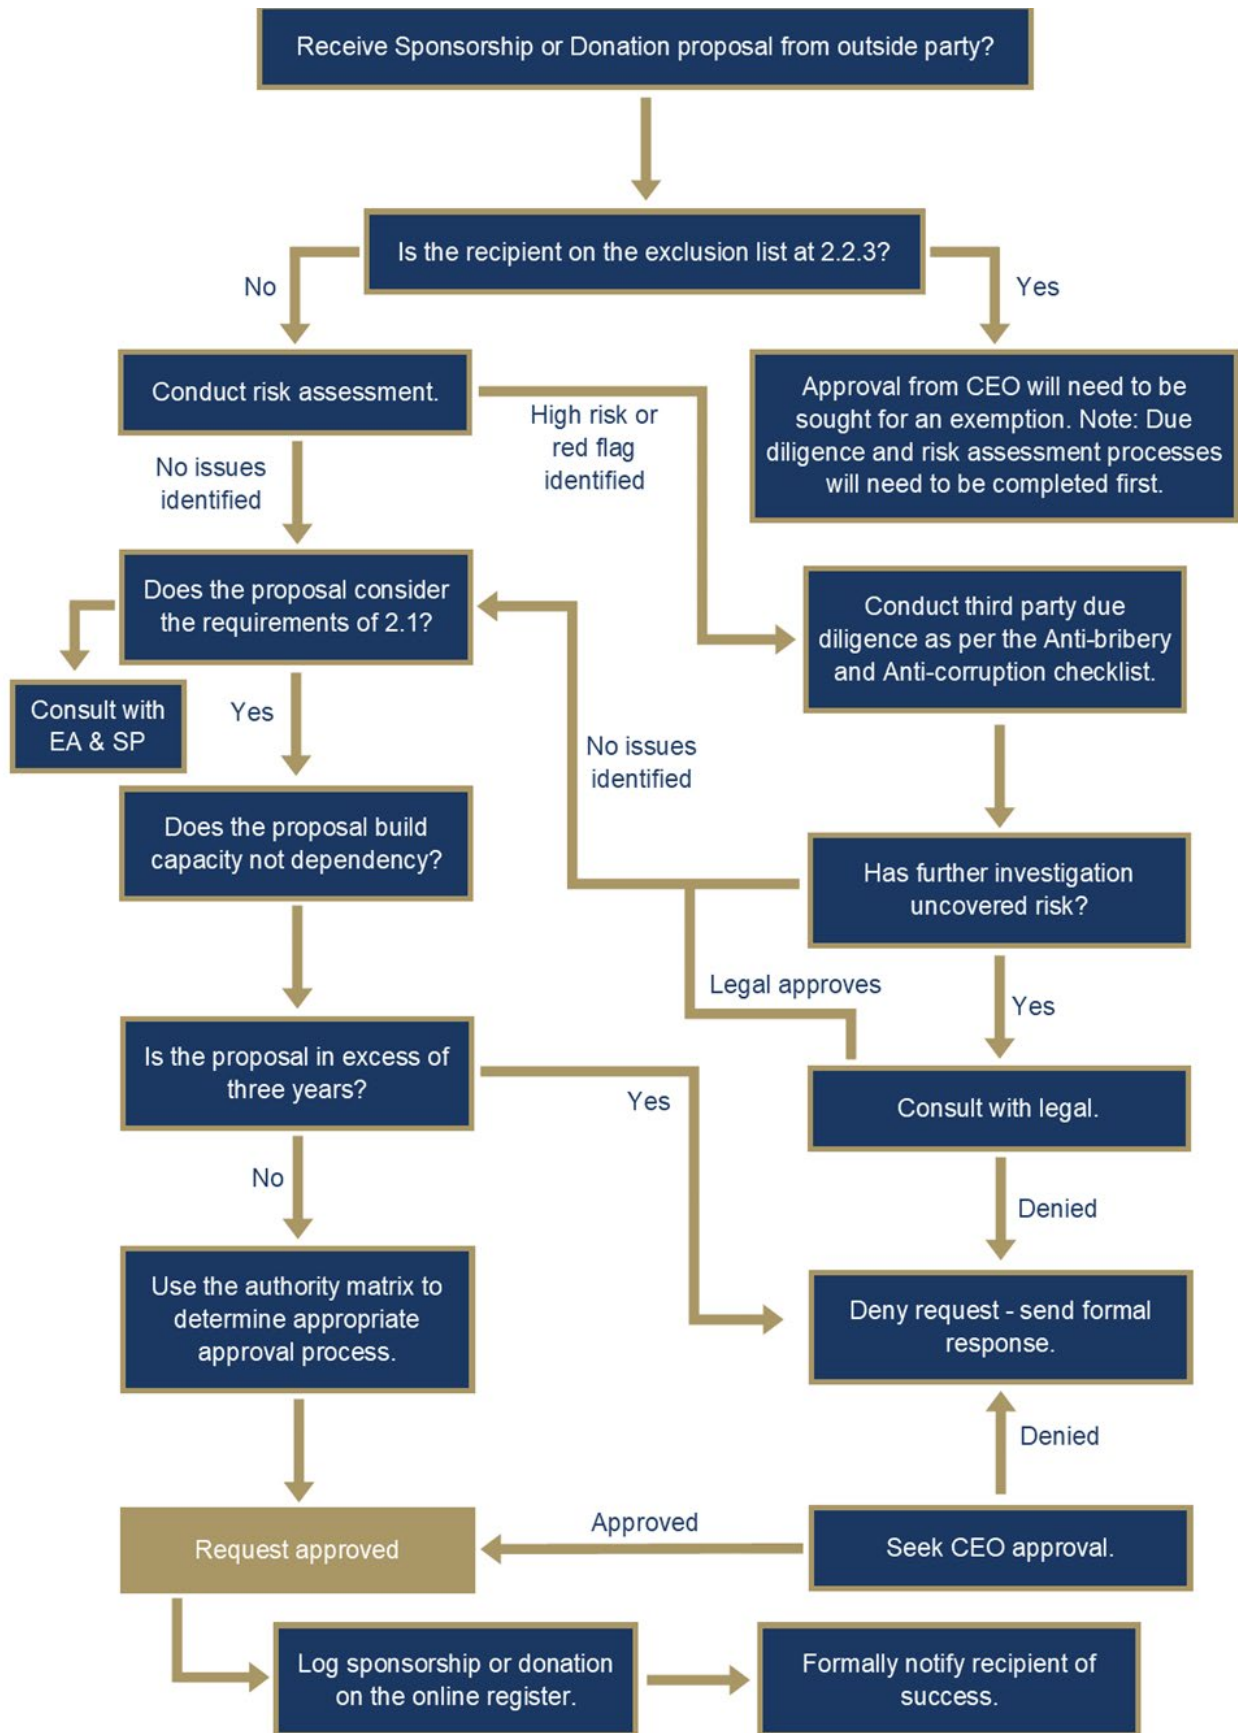 Receive Sponsorship or Donation proposal from outside party?
Is the recipient on the exclusion list at 2.2.3?
No
Yes
Conduct risk assessment.
High risk or
red flag
identified
Approval from CEO will need to be
sought for an exemption. Note: Due
diligence and risk assessment processes
will need to be completed first.
No issues
identified
Does the proposal consider
the requirements of 2.1?
Conduct third party due
diligence as per the Anti-bribery
and Anti-corruption checklist.
Consult with
EA & SP
Yes
No issues
identified
Does the proposal build
capacity not dependency?
Has further investigation
uncovered risk?
Legal approves
Yes
Is the proposal in excess of
three years?
Yes
Consult with legal.
No
Denied
Use the authority matrix to
determine appropriate
approval process.
Deny request - send formal
response.
Denied
Request approved
Approved
Seek CEO approval.
Log sponsorship or donation
on the online register.
Formally notify recipient of
success.